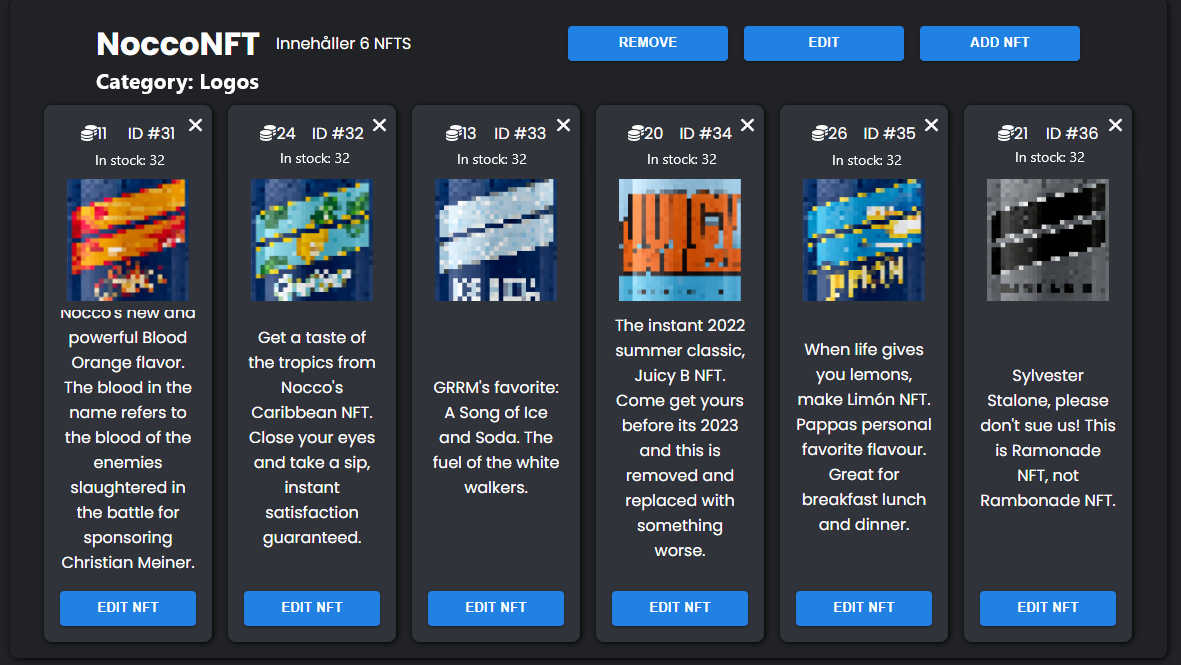 NoccoNFT Innehåller 6 NFTS
REMOVE
EDIT
ADD NFT
Category: Logos
11 ID #31
In stock: 32
Nocco's new and
powerful Blood
Orange flavor.
The blood in the
name refers to
the blood of the
enemies
slaughtered in
the battle for
sponsoring
Christian Meiner.
EDIT NFT
24 ID #32
In stock: 32
Get a taste of
the tropics from
Nocco's
Caribbean NFT.
Close your eyes
and take a sip,
instant
satisfaction
guaranteed.
EDIT NFT
13 ID #33
In stock: 32
GRRM's favorite:
A Song of Ice
and Soda. The
fuel of the white
walkers.
EDIT NFT
20 ID #34
In stock: 32
The instant 2022
summer classic,
Juicy B NFT.
Come get yours
before its 2023
and this is
removed and
replaced with
something
worse.
EDIT NFT
26 ID #35
In stock: 32
When life gives
you lemons,
make Limón NFT.
Pappas personal
favorite flavour.
Great for
breakfast lunch
and dinner.
EDIT NFT
21 ID #36
In stock: 32
Sylvester
Stalone, please
don't sue us! This
is Ramonade
NFT, not
Rambonade NFT.
EDIT NFT